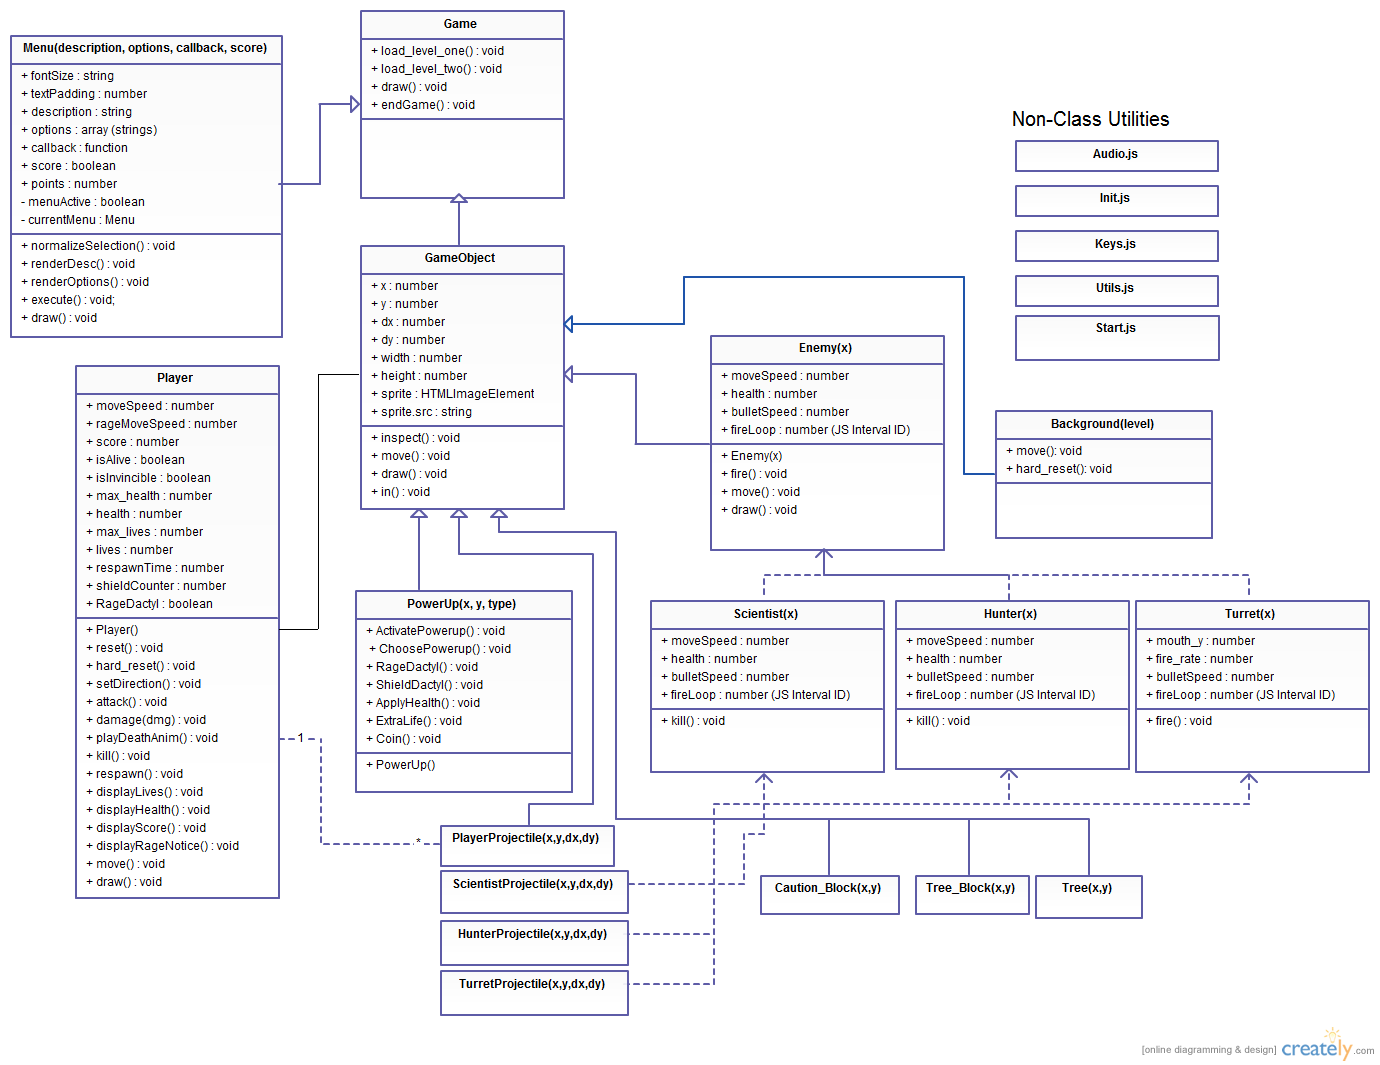 Menu(description, options, callback, score)
+ fontSize : string
+ textPadding : number
+ description : string
+ options : array (strings)
+ callback : function
+ score : boolean
+ points : number
- menuActive : boolean
- currentMenu : Menu
+ normalizeSelection() : void
+ renderDesc() : void
+ renderOptions() : void
+ execute() : void;
+ draw() : void
Game
+ load_level_one() : void
+ load_level_two() : void
+ draw() : void
+ endGame() : void
Non-Class Utilities
Audio.js
Init.js
Keys.js
Utils.js
Start.js
GameObject
+ x : number
+ y : number
+ dx : number
+ dy : number
+ width : number
+ height : number
+ sprite : HTMLImageElement
+ sprite.src : string
+ inspect() : void
+ move() : void
+ draw() : void
+ in() : void
Enemy(x)
+ moveSpeed : number
+ health : number
+ bulletSpeed : number
+ fireLoop : number (JS Interval ID)
+ Enemy(x)
+ fire() : void
+ move() : void
+ draw() : void
Background(level)
+ move(): void
+ hard_reset(): void
Player
+ moveSpeed : number
+ rageMoveSpeed : number
+ score : number
+ isAlive : boolean
+ isInvincible : boolean
+ max_health : number
+ health : number
+ max_lives : number
+ lives : number
+ respawnTime : number
+ shieldCounter : number
+ RageDactyl : boolean
+ Player()
+ reset() : void
+ hard_reset() : void
+ setDirection() : void
+ attack() : void
+ damage(dmg) : void
+ playDeathAnim() : void
+ kill() : void
+ respawn() : void
+ displayLives() : void
+ displayHealth() : void
+ displayScore() : void
+ displayRageNotice() : void
+ move() : void
+ draw() : void
1
*
PowerUp(x, y, type)
+ ActivatePowerup() : void
+ ChoosePowerup() : void
+ RageDactyl() : void
+ ShieldDactyl() : void
+ ApplyHealth() : void
+ ExtraLife() : void
+ Coin() : void
+ PowerUp()
Scientist(x)
+ moveSpeed : number
+ health : number
+ bulletSpeed : number
+ fireLoop : number (JS Interval ID)
+ kill() : void
Hunter(x)
+ moveSpeed : number
+ health : number
+ bulletSpeed : number
+ fireLoop : number (JS Interval ID)
+ kill() : void
Turret(x)
+ mouth_y : number
+ fire_rate : number
+ bulletSpeed : number
+ fireLoop : number (JS Interval ID)
+ fire() : void
PlayerProjectile(x,y,dx,dy)
ScientistProjectile(x,y,dx,dy)
HunterProjectile(x,y,dx,dy)
TurretProjectile(x,y,dx,dy)
Caution_Block(x,y)
Tree_Block(x,y)
Tree(x,y)
[online diagramming & design] creately.com